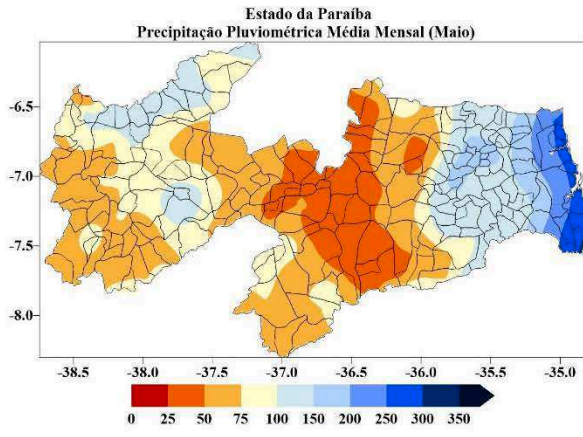 Estado da Paraíba
Precipitação Pluviométrica Média Mensal (Maio)
-6.5
-7.0
-7.5
-8.0
-38.5 -38.0 -37.5 -37.0 -36.5 -36.0 -35.5 -35.0
0 25 50 75 100 150 200 250 300 350